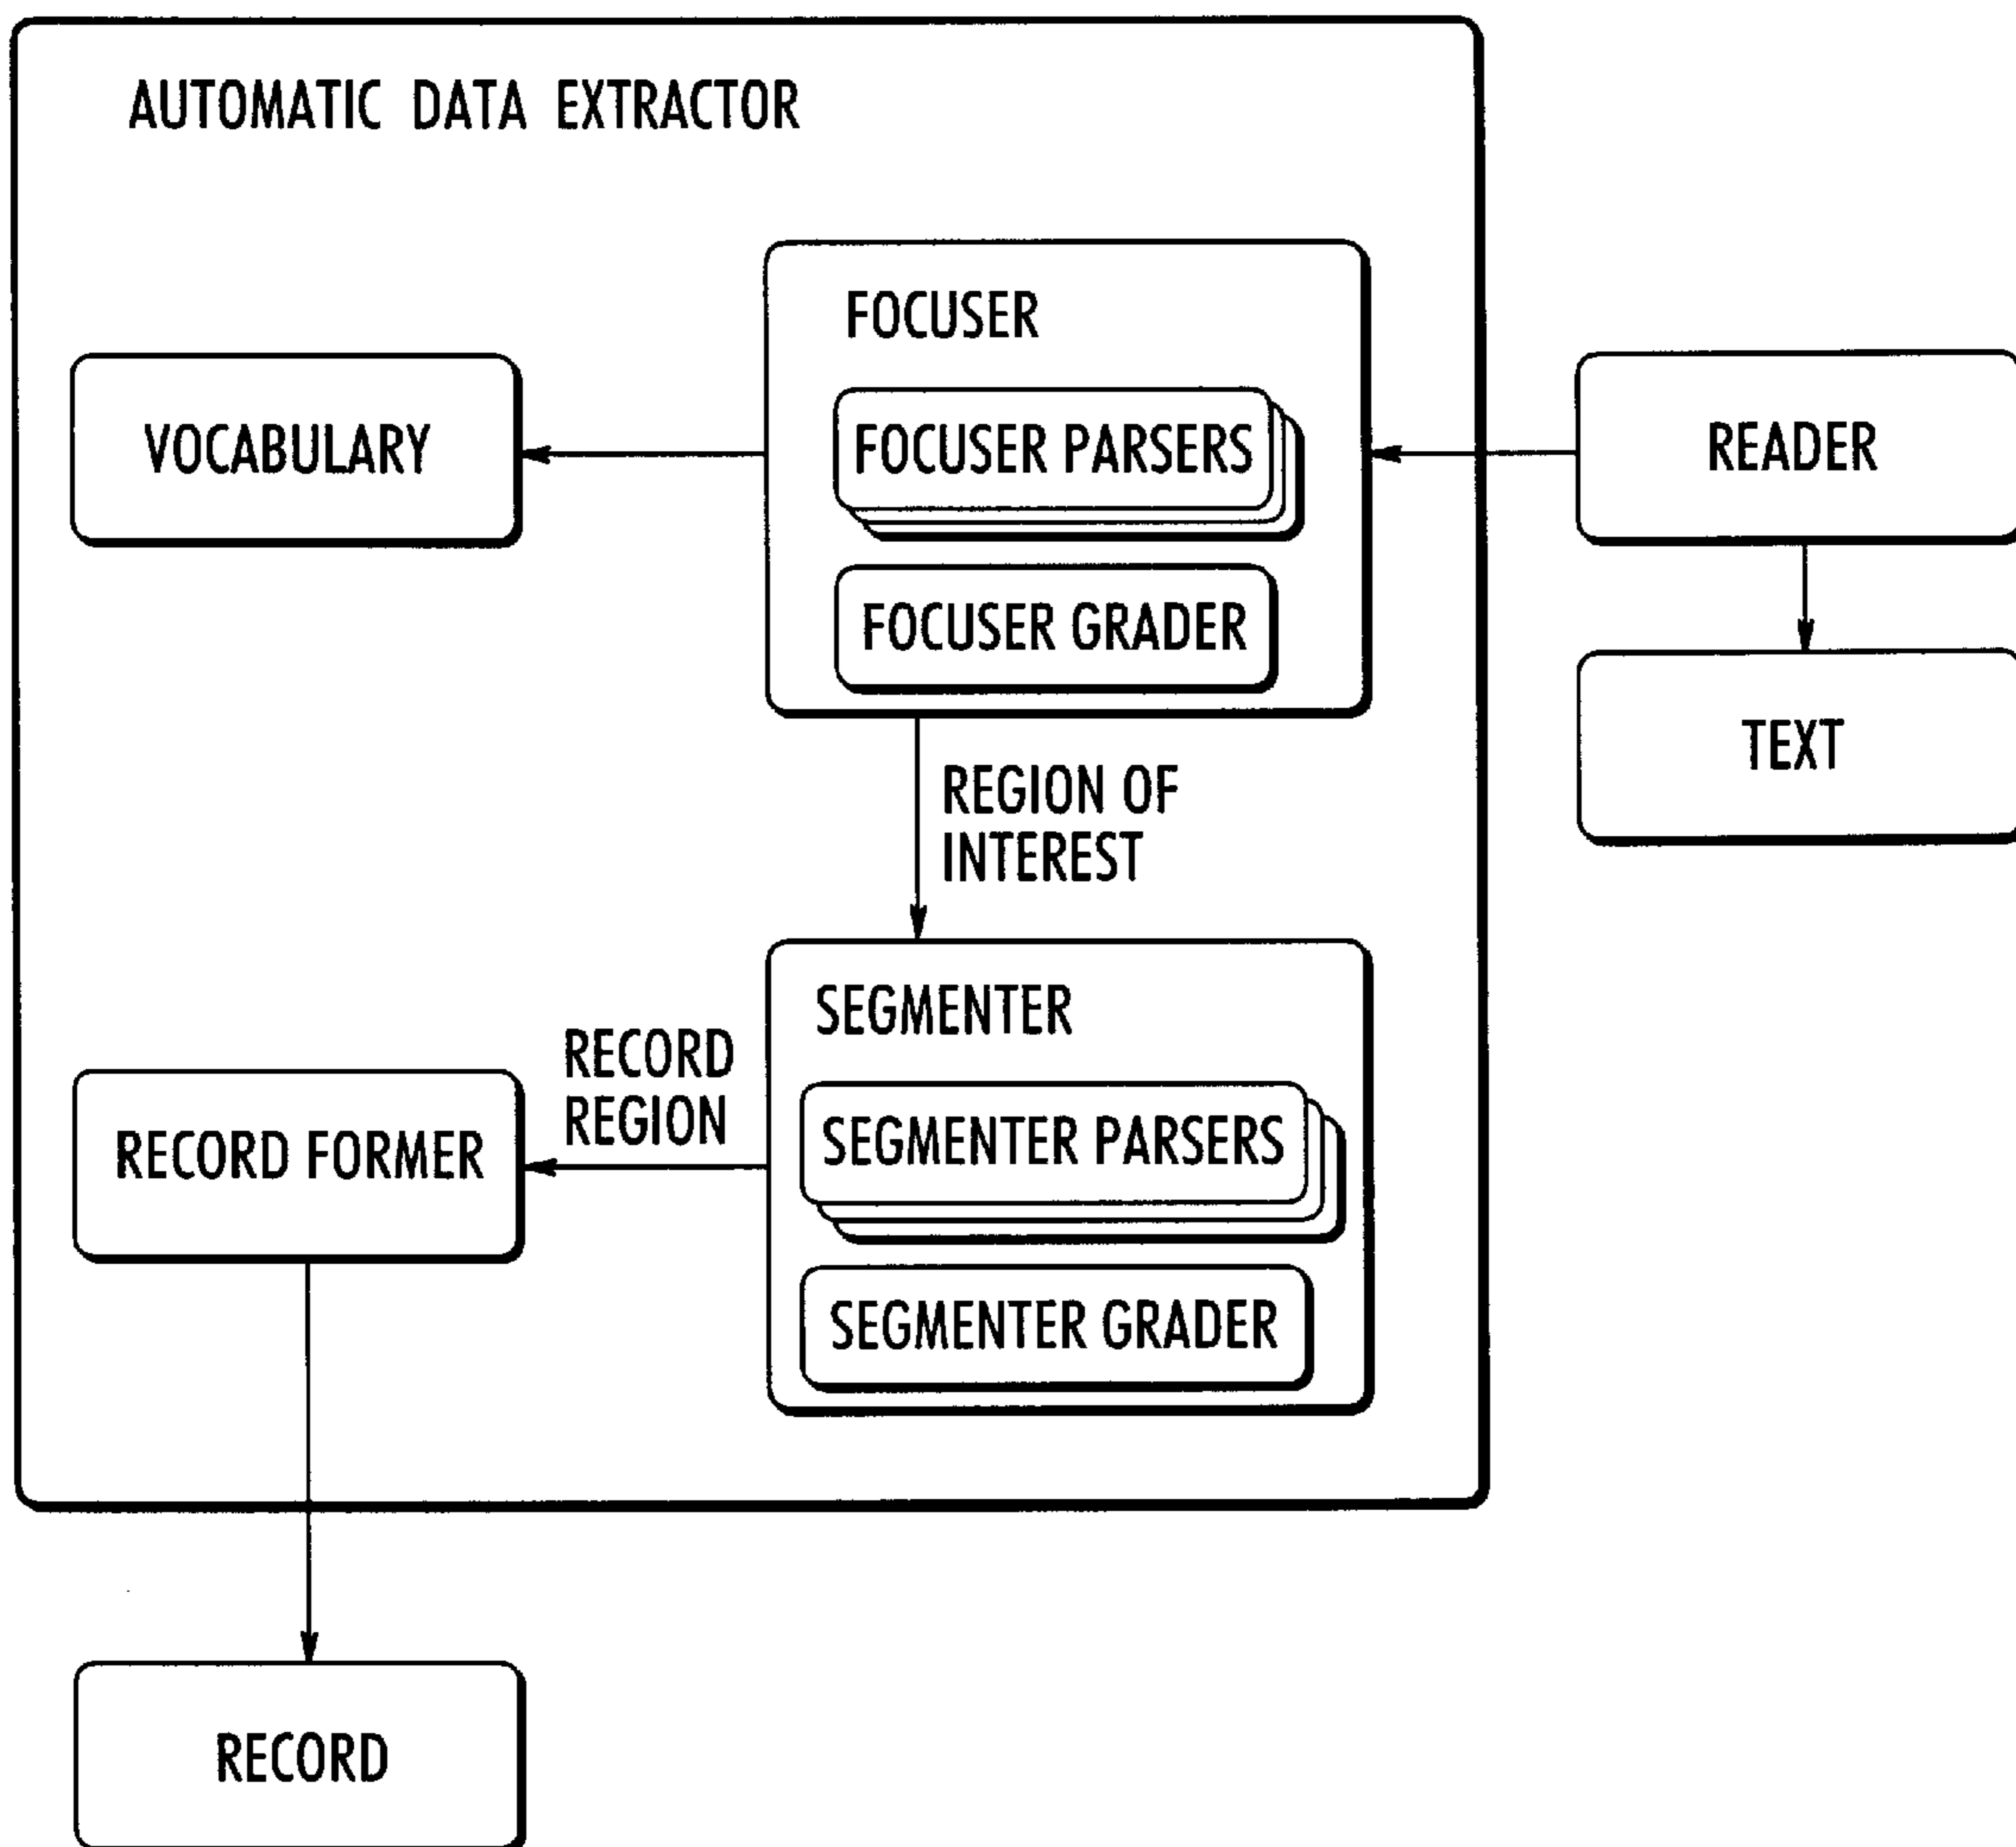 AUTOMATIC DATA EXTRACTOR
FOCUSER
VOCABULARY
FOCUSER PARSERS
READER
FOCUSER GRADER
TEXT
REGION OF
INTEREST
SEGMENTER
RECORD
REGION
RECORD FORMER
SEGMENTER PARSERS
SEGMENTER GRADER
RECORD